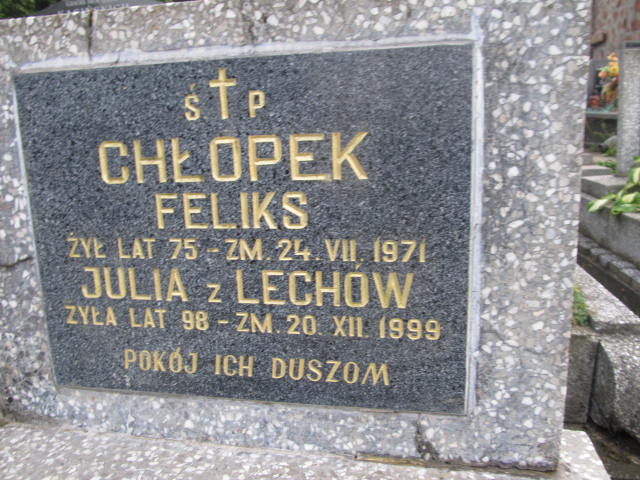 Ś † P
CHŁOPEK
FELIKS
ŻYŁ LAT 75 - ZM. 24. VII. 1971
JULIA z LECHÓW
ŻYŁA LAT 98 - ZM. 20. XII. 1999
POKÓJ ICH DUSZOM